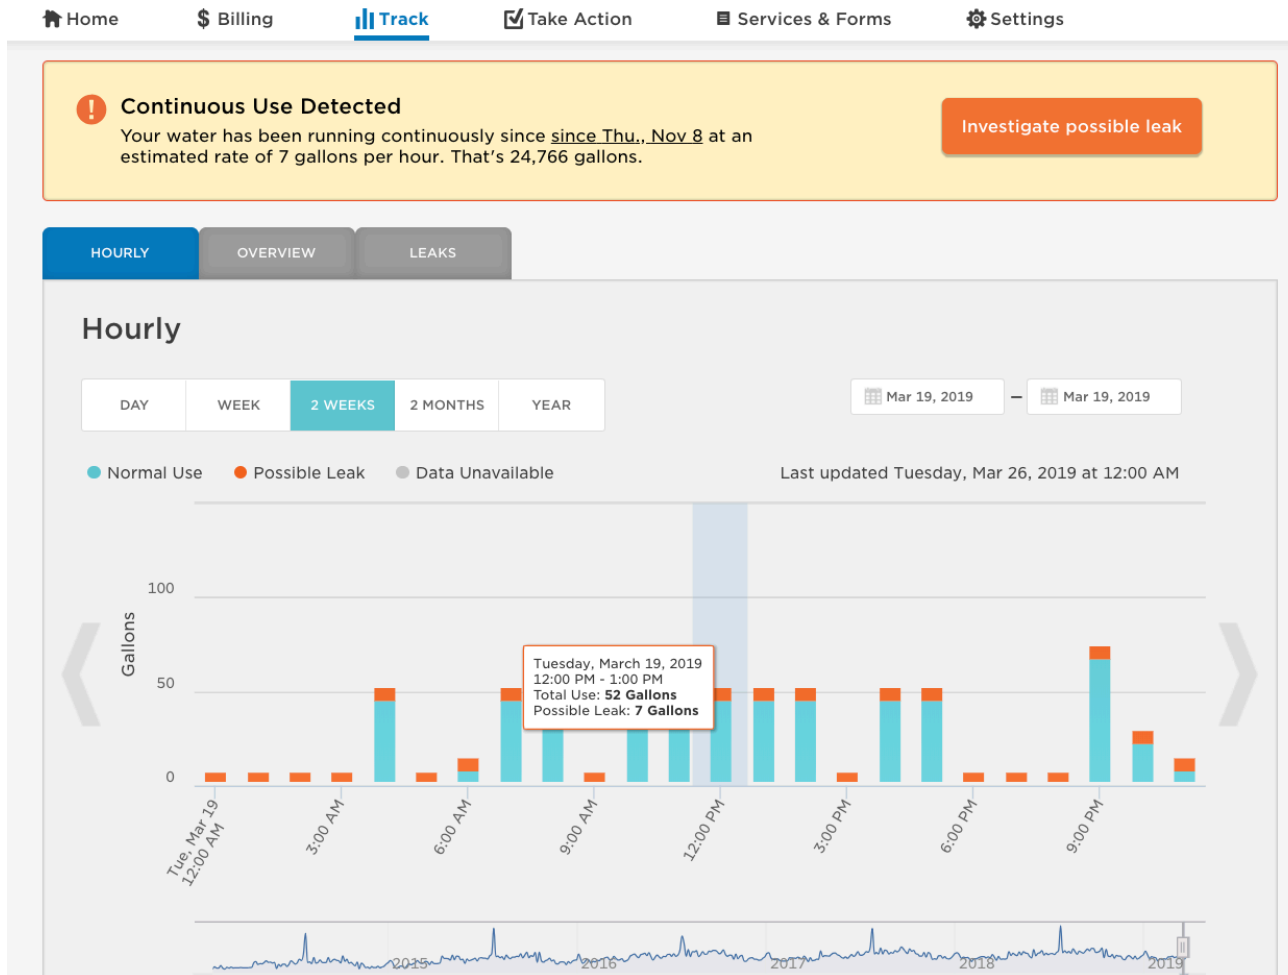 Home
Billing
Track
Take Action
Services & Forms
Settings
Continuous Use Detected
Your water has been running continuously since since Thu., Nov 8 at an
estimated rate of 7 gallons per hour. That's 24,766 gallons.
Investigate possible leak
HOURLY
OVERVIEW
LEAKS
Hourly
DAY
WEEK
2 WEEKS
2 MONTHS
YEAR
Mar 19, 2019 – Mar 19, 2019
Normal Use
Possible Leak
Data Unavailable
Last updated Tuesday, Mar 26, 2019 at 12:00 AM
Gallons
100
50
0
Tuesday, March 19, 2019
12:00 PM - 1:00 PM
Total Use: 52 Gallons
Possible Leak: 7 Gallons
Tue, Mar 19
12:00 AM
3:00 AM
6:00 AM
9:00 AM
12:00 PM
3:00 PM
6:00 PM
9:00 PM
2015
2016
2017
2018
2019